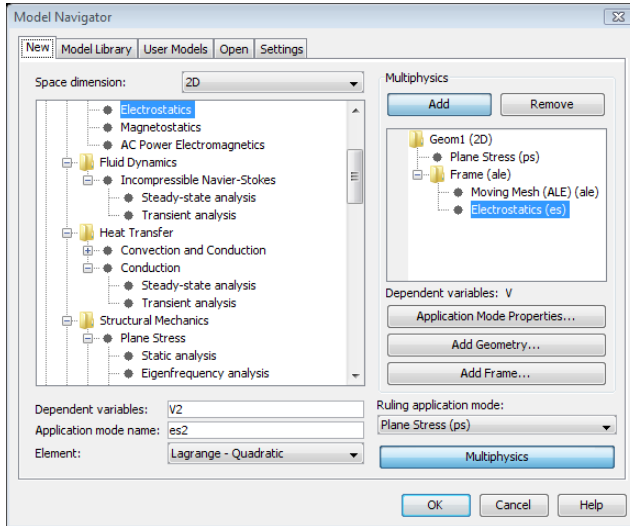 Model Navigator
New Model Library User Models Open Settings
Space dimension: 2D
Electrostatics
Magnetostatics
AC Power Electromagnetics
Fluid Dynamics
Incompressible Navier-Stokes
Steady-state analysis
Transient analysis
Heat Transfer
Convection and Conduction
Conduction
Steady-state analysis
Transient analysis
Structural Mechanics
Plane Stress
Static analysis
Eigenfrequency analysis
Dependent variables: V2
Application mode name: es2
Element: Lagrange - Quadratic
Multiphysics
Add Remove
Geom1 (2D)
Plane Stress (ps)
Frame (ale)
Moving Mesh (ALE) (ale)
Electrostatics (es)
Dependent variables: V
Application Mode Properties...
Add Geometry...
Add Frame...
Ruling application mode:
Plane Stress (ps)
Multiphysics
OK Cancel Help